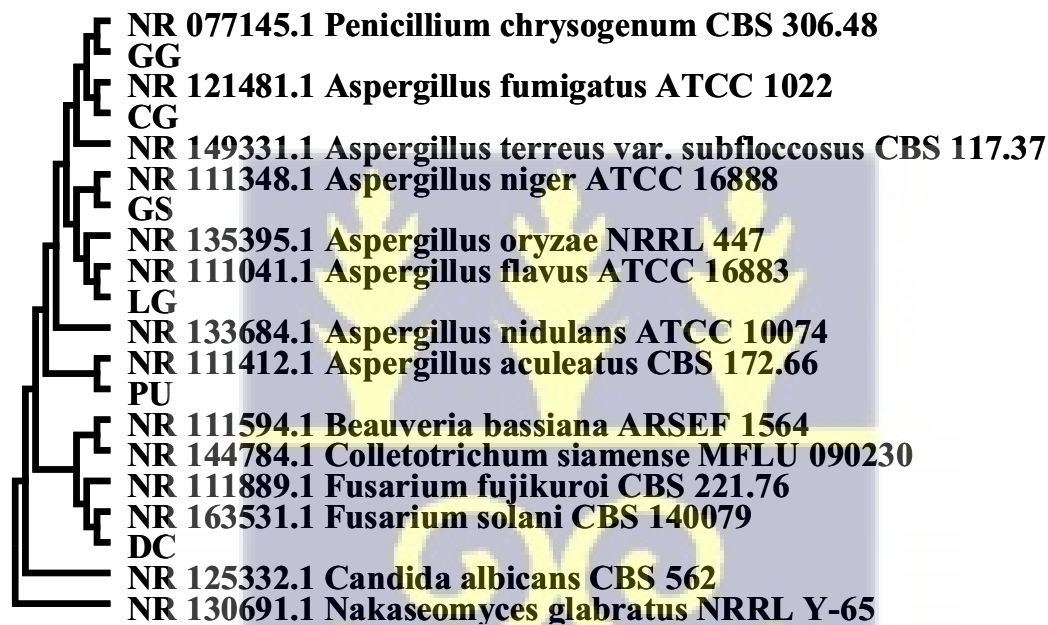 NR 077145.1 Penicillium chrysogenum CBS 306.48
GG
NR 121481.1 Aspergillus fumigatus ATCC 1022
CG
NR 149331.1 Aspergillus terreus var. subfloccosus CBS 117.37
NR 111348.1 Aspergillus niger ATCC 16888
GS
NR 135395.1 Aspergillus oryzae NRRL 447
NR 111041.1 Aspergillus flavus ATCC 16883
LG
NR 133684.1 Aspergillus nidulans ATCC 10074
NR 111412.1 Aspergillus aculeatus CBS 172.66
PU
NR 111594.1 Beauveria bassiana ARSEF 1564
NR 144784.1 Colletotrichum siamense MFLU 090230
NR 111889.1 Fusarium fujikuroi CBS 221.76
NR 163531.1 Fusarium solani CBS 140079
DC
NR 125332.1 Candida albicans CBS 562
NR 130691.1 Nakaseomyces glabratus NRRL Y-65